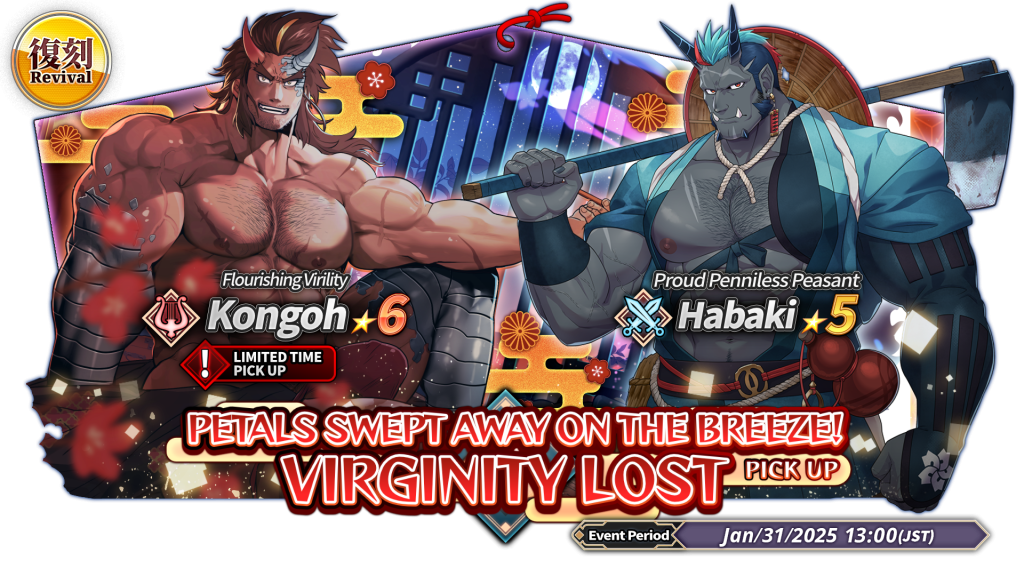 復刻
Revival
Flourishing Virility
Kongoh ★6
! LIMITED TIME
PICK UP
Proud Penniless Peasant
Habaki ★5
PETALS SWEPT AWAY ON THE BREEZE!
VIRGINITY LOST PICK UP
Event Period Jan/31/2025 13:00(JST)